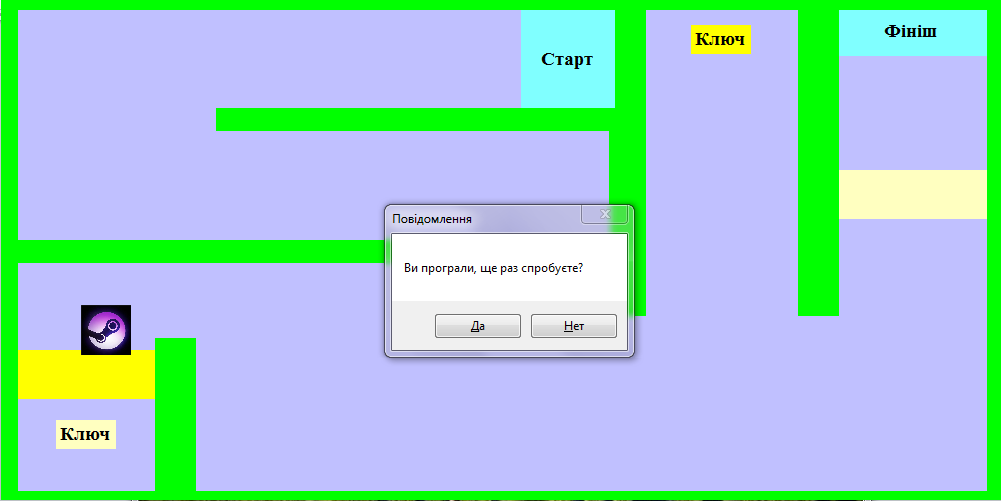 Старт
Ключ
Фініш
Повідомлення
Ви програли, ще раз спробуєте?
Да
Нет
Ключ